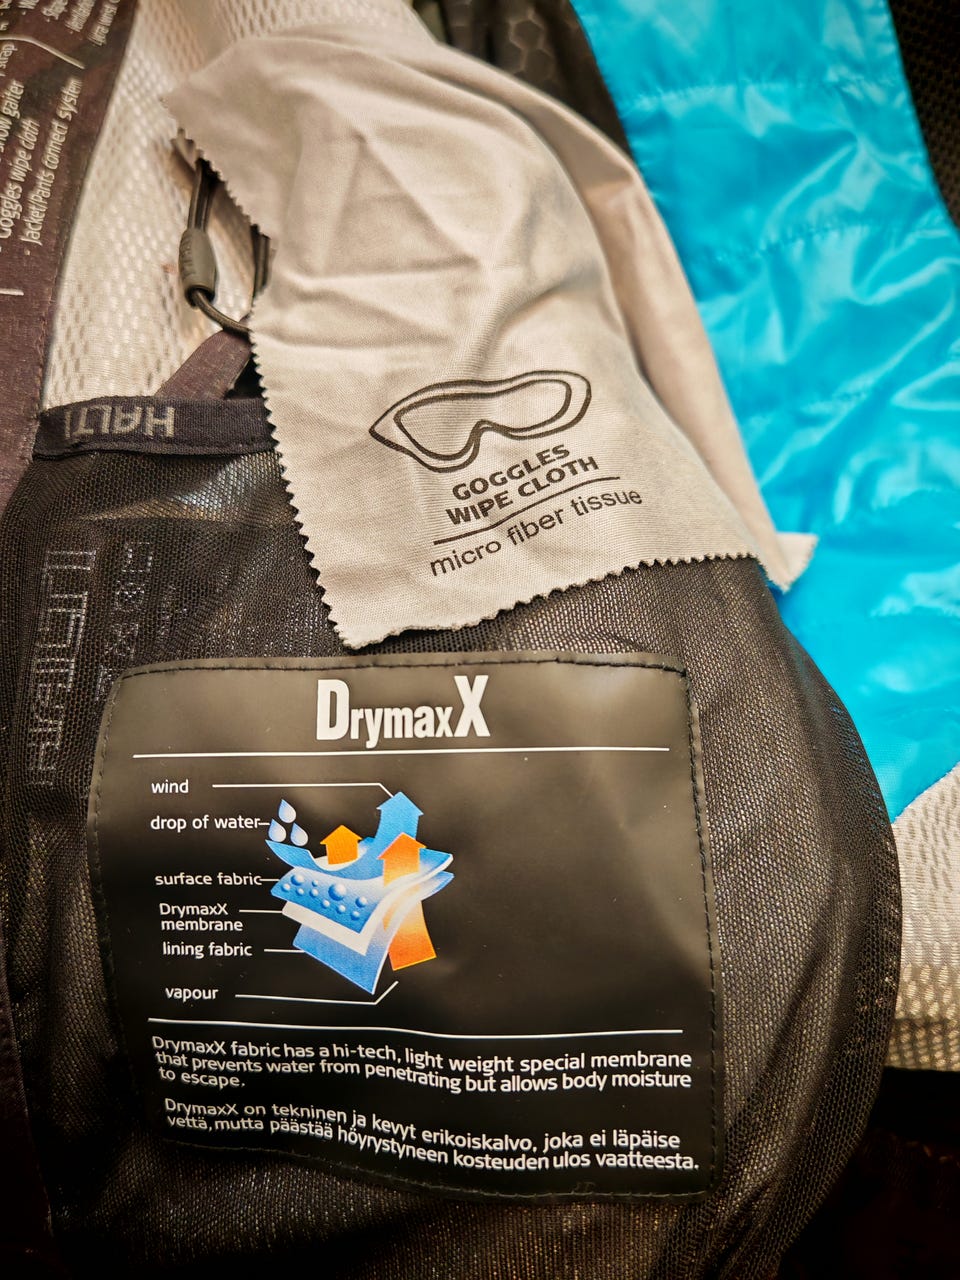 snow gaiter
- Goggles wipe cloth
- Jacket/Pants connect system
HALTI
GOGGLES
WIPE CLOTH
micro fiber tissue
HALTI
DrymaxX
wind
drop of water
surface fabric
DrymaxX
membrane
lining fabric
vapour
DrymaxX fabric has a hi-tech, light weight special membrane
that prevents water from penetrating but allows body moisture
to escape.
DrymaxX on tekninen ja kevyt erikoiskalvo, joka ei läpäise
vettä, mutta päästää höyrystyneen kosteuden ulos vaatteesta.